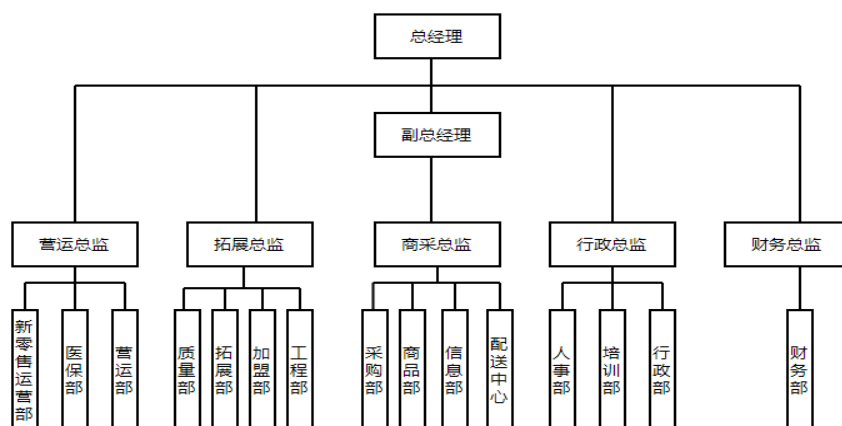 总经理
副总经理
营运总监
拓展总监
商采总监
行政总监
财务总监
新零售运营部
医保部
营运部
质量部
拓展部
加盟部
工程部
采购部
商品部
信息部
配送中心
人事部
培训部
行政部
财务部